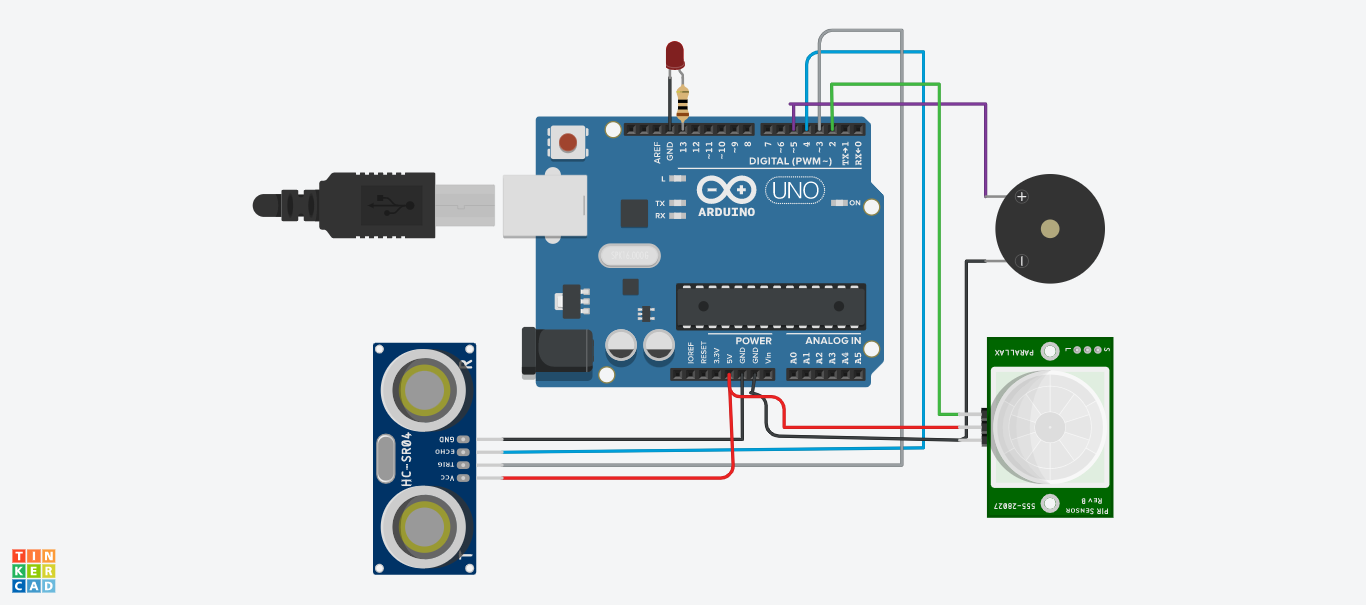 AREF
GND
13
12
~11
~10
~9
8
7
~6
~5
4
~3
2
TX→1
RX←0
DIGITAL (PWM~)
L
TX
RX
ARDUINO
UNO
ON
POWER
ANALOG IN
IOREF
RESET
3.3V
5V
GND
GND
Vin
A0
A1
A2
A3
A4
A5
R
HC-SR04
GND
ECHO
TRIG
Vcc
T
+
PARALLAX
L
S
555-28027
REV B
PIR SENSOR
TIN
KER
CAD